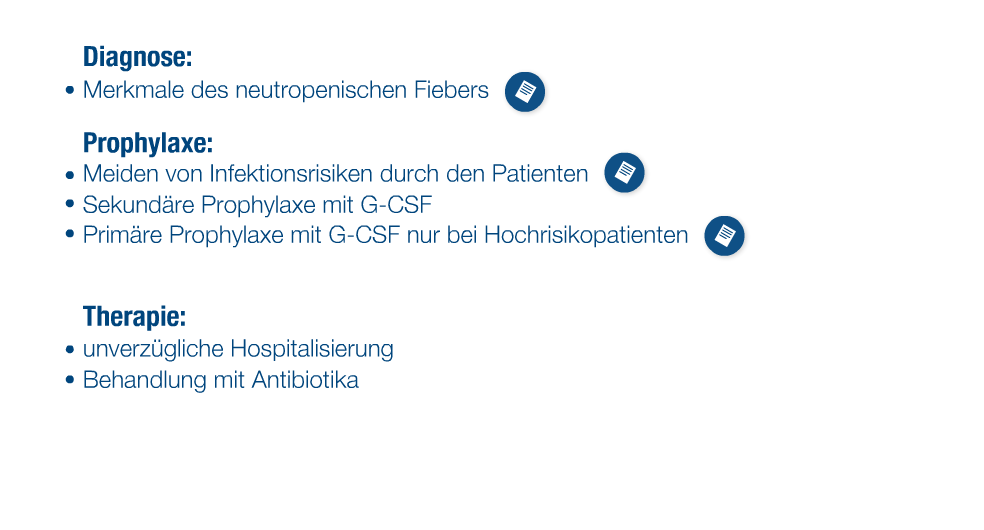 Diagnose:
• Merkmale des neutropenischen Fiebers
Prophylaxe:
• Meiden von Infektionsrisiken durch den Patienten
• Sekundäre Prophylaxe mit G-CSF
• Primäre Prophylaxe mit G-CSF nur bei Hochrisikopatienten
Therapie:
• unverzügliche Hospitalisierung
• Behandlung mit Antibiotika